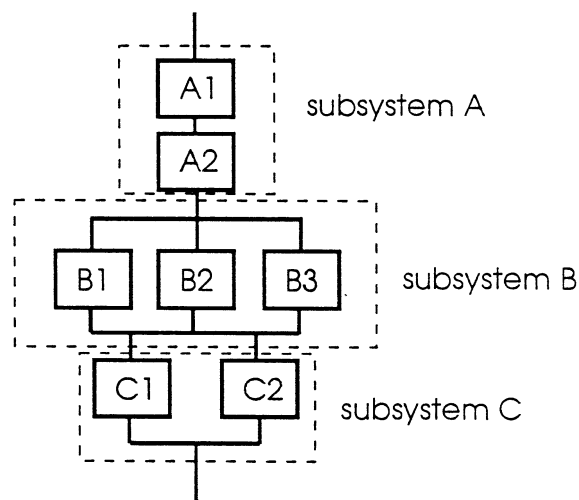 A1
subsystem A
A2
B1 B2 B3
subsystem B
C1 C2
subsystem C